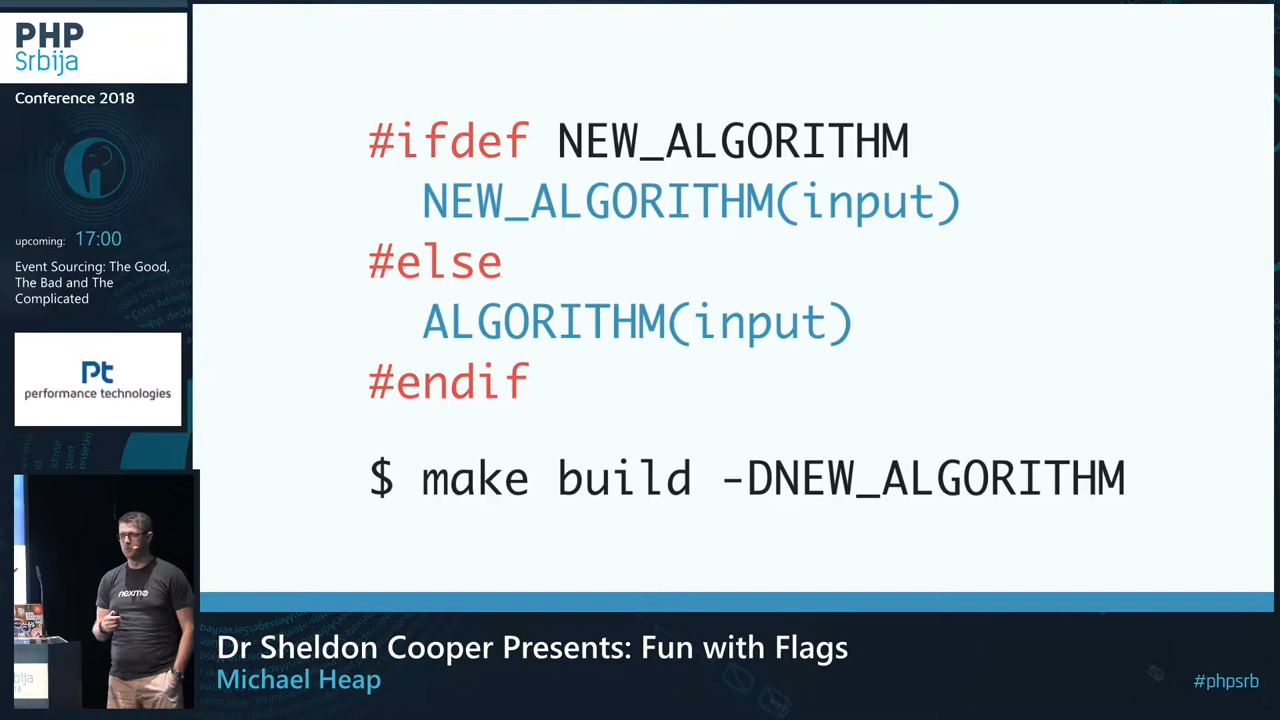 PHP
Srbija
Conference 2018
upcoming: 17:00
Event Sourcing: The Good,
The Bad and The
Complicated
Pt
performance technologies
#ifdef NEW_ALGORITHM
NEW_ALGORITHM(input)
#else
ALGORITHM(input)
#endif
$ make build -DNEW_ALGORITHM
nexmo
Dr Sheldon Cooper Presents: Fun with Flags
Michael Heap
#phpsrb